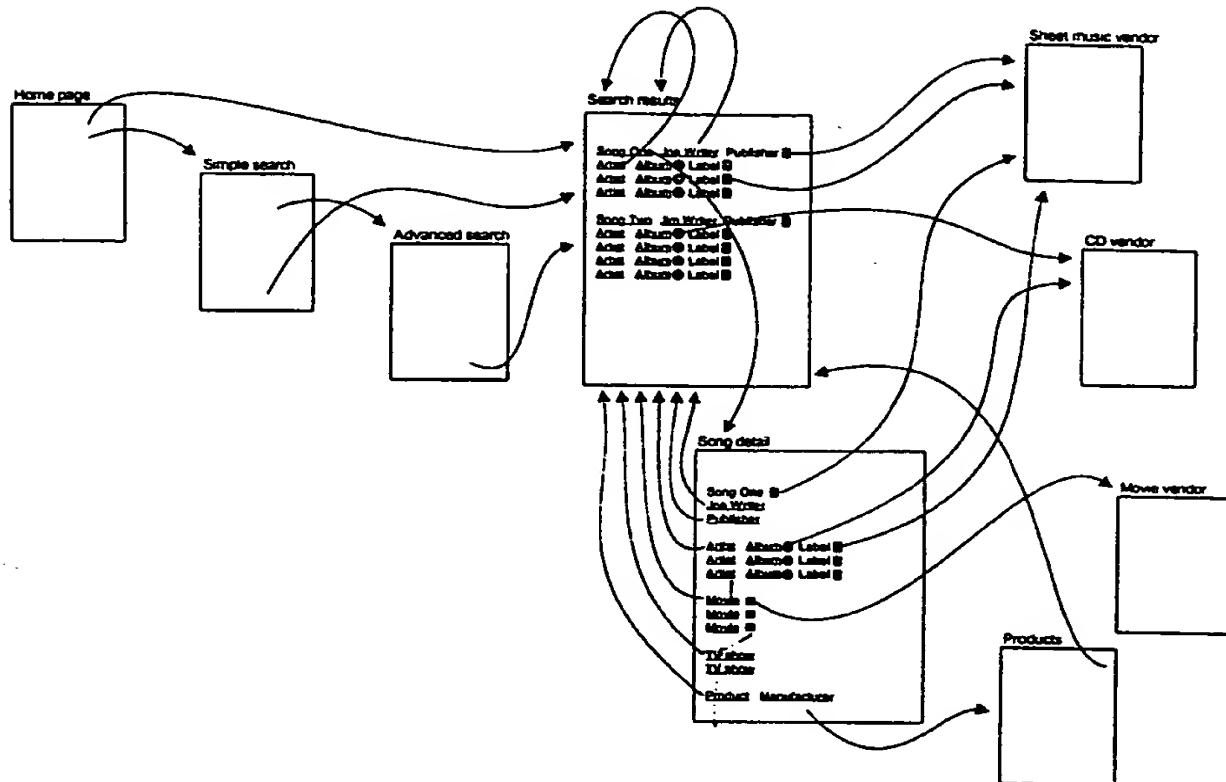 Home page
Simple search
Advanced search
Search results
Song One Joe Writer Publisher
Artist Album Label
Artist Album Label
Artist Album Label
Song Two Jim Writer Publisher
Artist Album Label
Artist Album Label
Artist Album Label
Artist Album Label
Sheet music vendor
CD vendor
Song detail
Song One
Joe Writer
Publisher
Artist Album Label
Artist Album Label
Artist Album Label
Movie
Movie
Movie
TV show
TV show
Product Manufacturer
Movie vendor
Products